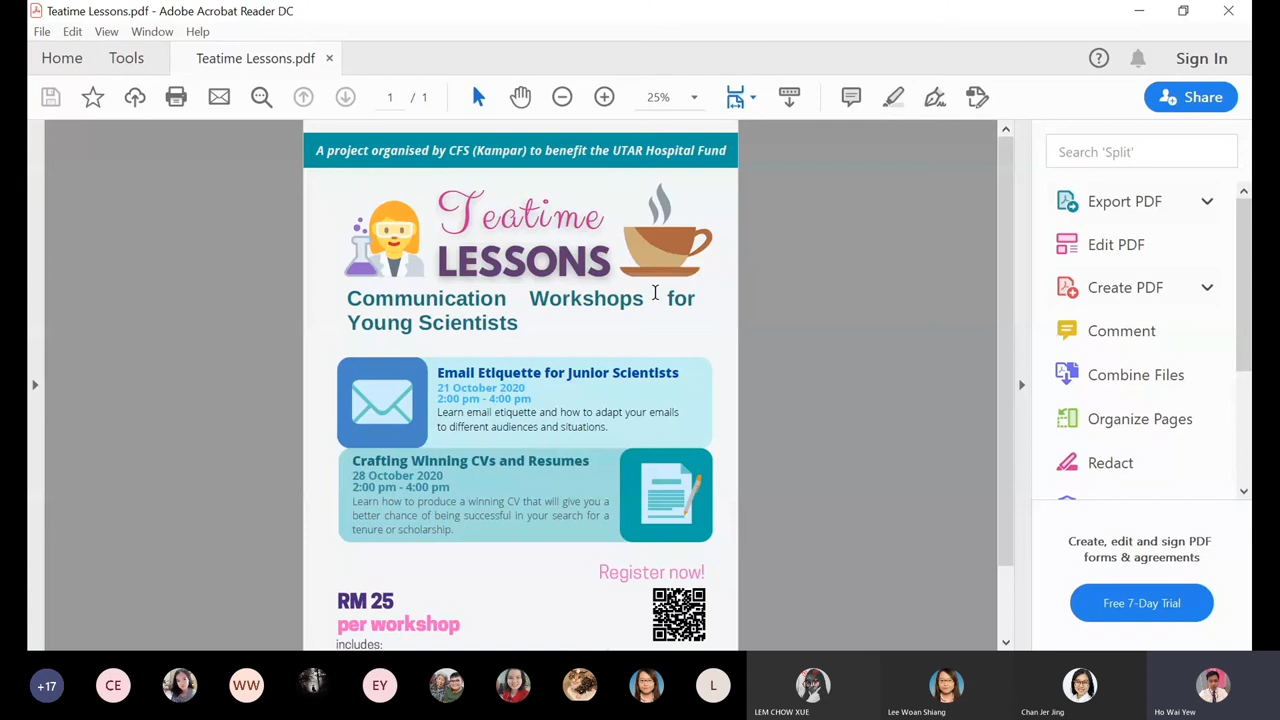 Teatime Lessons.pdf - Adobe Acrobat Reader DC
File Edit View Window Help
Home Tools Teatime Lessons.pdf × Sign In
1 / 1 25% Share
A project organised by CFS (Kampar) to benefit the UTAR Hospital Fund
Teatime
LESSONS
Communication Workshops for
Young Scientists
Email Etiquette for Junior Scientists
21 October 2020
2:00 pm - 4:00 pm
Learn email etiquette and how to adapt your emails
to different audiences and situations.
Crafting Winning CVs and Resumes
28 October 2020
2:00 pm - 4:00 pm
Learn how to produce a winning CV that will give you a
better chance of being successful in your search for a
tenure or scholarship.
Register now!
RM 25
per workshop
includes:
Search 'Split'
Export PDF
Edit PDF
Create PDF
Comment
Combine Files
Organize Pages
Redact
Create, edit and sign PDF
forms & agreements
Free 7-Day Trial
+17 CE WW EY L
LEM CHOW XUE Lee Woan Shiang Chan Jer Jing Ho Wai Yew